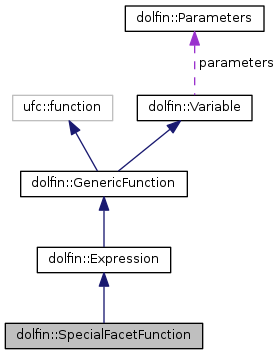 dolfin::Parameters
parameters
ufc::function
dolfin::Variable
dolfin::GenericFunction
dolfin::Expression
dolfin::SpecialFacetFunction